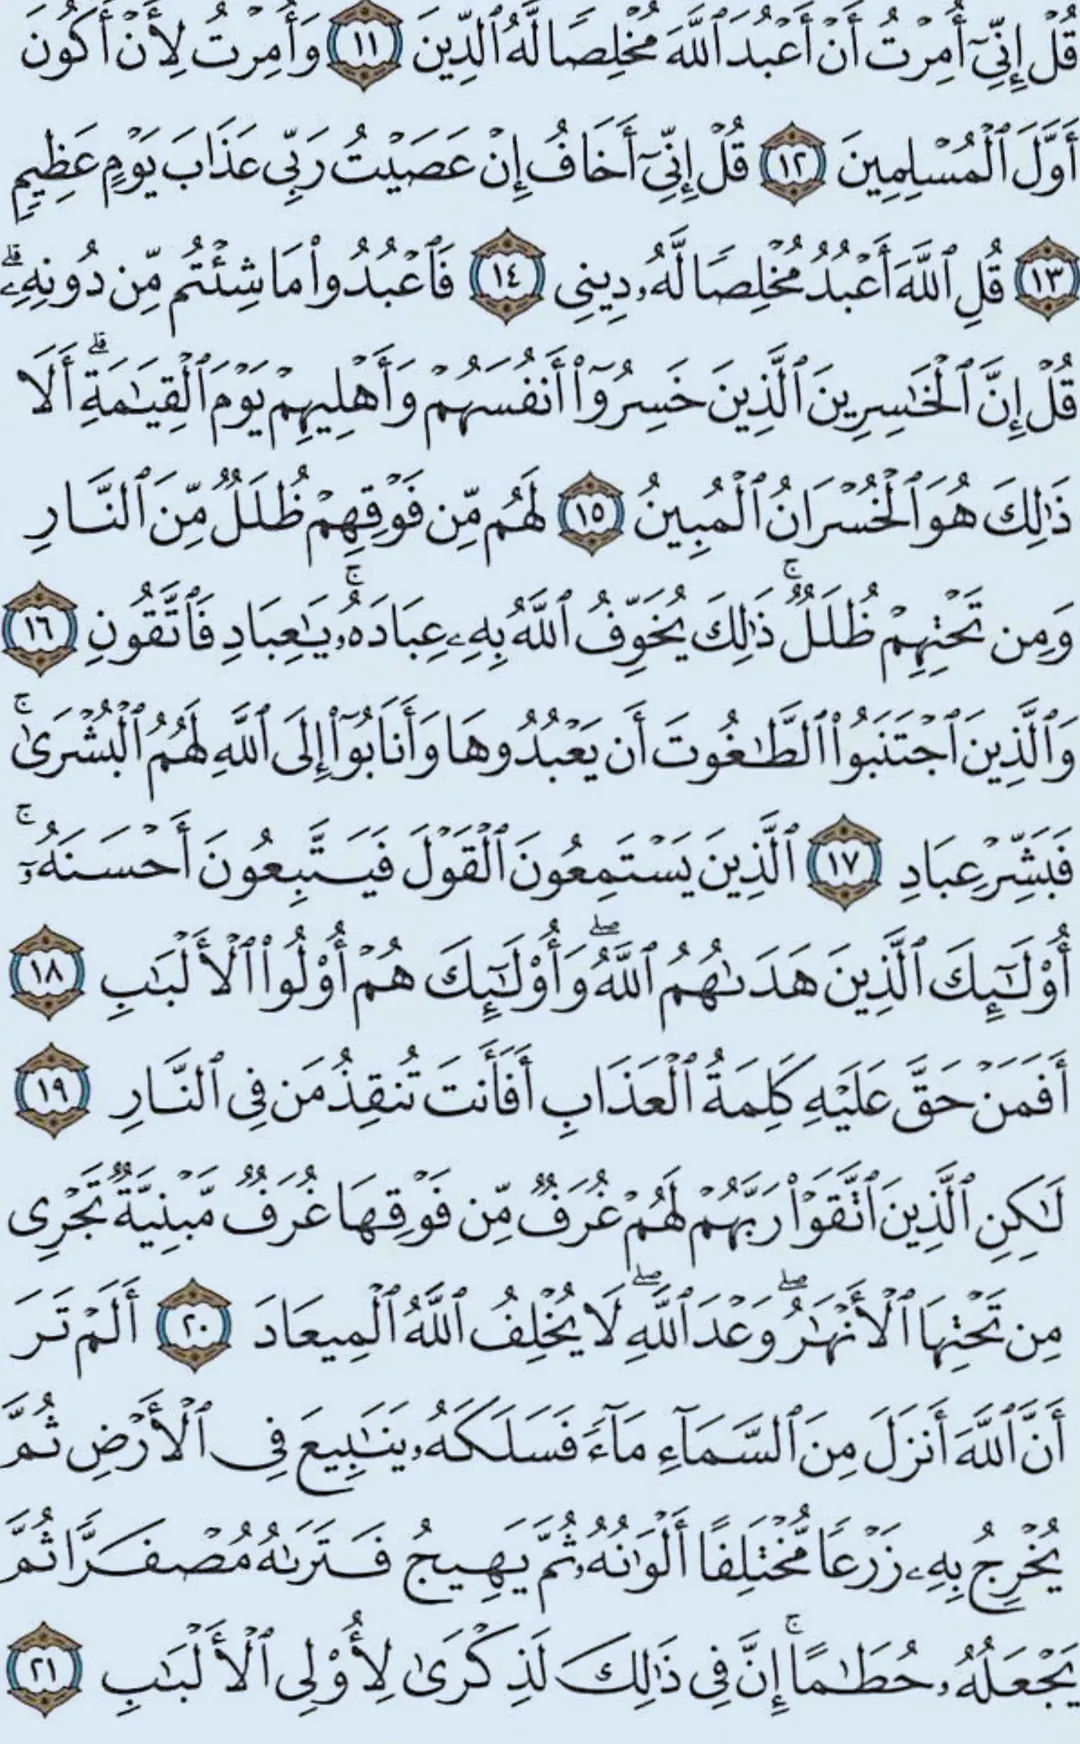 قُلْ إِنِّىٓ أُمِرْتُ أَنْ أَعْبُدَ ٱللَّهَ مُخْلِصًا لَّهُ ٱلدِّينَ ١١ وَأُمِرْتُ لِأَنْ أَكُونَ
أَوَّلَ ٱلْمُسْلِمِينَ ١٢ قُلْ إِنِّىٓ أَخَافُ إِنْ عَصَيْتُ رَبِّى عَذَابَ يَوْمٍ عَظِيمٍ
١٣ قُلِ ٱللَّهَ أَعْبُدُ مُخْلِصًا لَّهُۥ دِينِى ١٤ فَٱعْبُدُوا۟ مَا شِئْتُم مِّن دُونِهِۦ ۗ
قُلْ إِنَّ ٱلْخَـٰسِرِينَ ٱلَّذِينَ خَسِرُوٓا۟ أَنفُسَهُمْ وَأَهْلِيهِمْ يَوْمَ ٱلْقِيَـٰمَةِ ۗ أَلَا
ذَٰلِكَ هُوَ ٱلْخُسْرَانُ ٱلْمُبِينُ ١٥ لَهُم مِّن فَوْقِهِمْ ظُلَلٌ مِّنَ ٱلنَّارِ
وَمِن تَحْتِهِمْ ظُلَلٌ ۚ ذَٰلِكَ يُخَوِّفُ ٱللَّهُ بِهِۦ عِبَادَهُۥ ۚ يَـٰعِبَادِ فَٱتَّقُونِ ١٦
وَٱلَّذِينَ ٱجْتَنَبُوا۟ ٱلطَّـٰغُوتَ أَن يَعْبُدُوهَا وَأَنَابُوٓا۟ إِلَى ٱللَّهِ لَهُمُ ٱلْبُشْرَىٰ ۚ
فَبَشِّرْ عِبَادِ ١٧ ٱلَّذِينَ يَسْتَمِعُونَ ٱلْقَوْلَ فَيَتَّبِعُونَ أَحْسَنَهُۥٓ ۚ
أُو۟لَـٰٓئِكَ ٱلَّذِينَ هَدَىٰهُمُ ٱللَّهُ ۖ وَأُو۟لَـٰٓئِكَ هُمْ أُو۟لُوا۟ ٱلْأَلْبَـٰبِ ١٨
أَفَمَنْ حَقَّ عَلَيْهِ كَلِمَةُ ٱلْعَذَابِ أَفَأَنتَ تُنقِذُ مَن فِى ٱلنَّارِ ١٩
لَـٰكِنِ ٱلَّذِينَ ٱتَّقَوْا۟ رَبَّهُمْ لَهُمْ غُرَفٌ مِّن فَوْقِهَا غُرَفٌ مَّبْنِيَّةٌ تَجْرِى
مِن تَحْتِهَا ٱلْأَنْهَـٰرُ ۖ وَعْدَ ٱللَّهِ ۖ لَا يُخْلِفُ ٱللَّهُ ٱلْمِيعَادَ ٢٠ أَلَمْ تَرَ
أَنَّ ٱللَّهَ أَنزَلَ مِنَ ٱلسَّمَآءِ مَآءً فَسَلَكَهُۥ يَنَـٰبِيعَ فِى ٱلْأَرْضِ ثُمَّ
يُخْرِجُ بِهِۦ زَرْعًا مُّخْتَلِفًا أَلْوَٰنُهُۥ ثُمَّ يَهِيجُ فَتَرَىٰهُ مُصْفَرًّا ثُمَّ
يَجْعَلُهُۥ حُطَـٰمًا ۚ إِنَّ فِى ذَٰلِكَ لَذِكْرَىٰ لِأُو۟لِى ٱلْأَلْبَـٰبِ ٢١